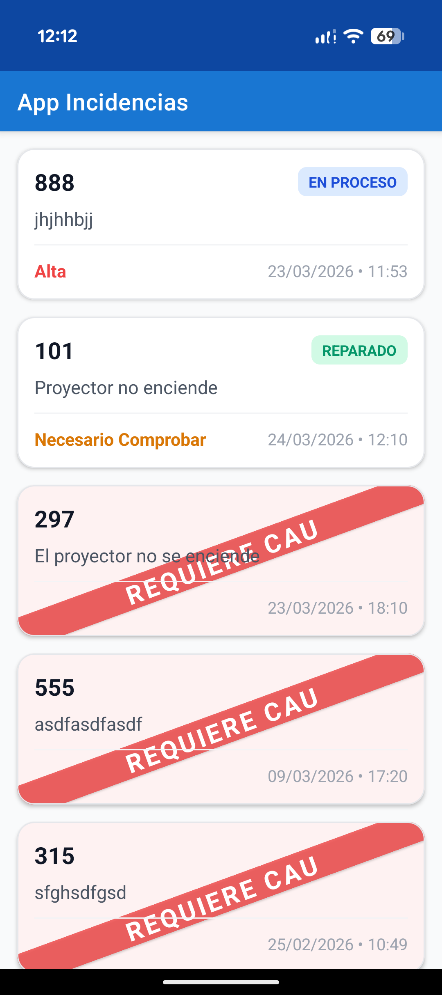 12:12
69
App Incidencias
888
EN PROCESO
jhjhhbjj
Alta
23/03/2026 • 11:53
101
REPARADO
Proyector no enciende
Necesario Comprobar
24/03/2026 • 12:10
297
El proyector no se enciende
REQUIERE CAU
23/03/2026 • 18:10
555
asdfasdfasdf
REQUIERE CAU
09/03/2026 • 17:20
315
sfghsdfgsd
REQUIERE CAU
25/02/2026 • 10:49